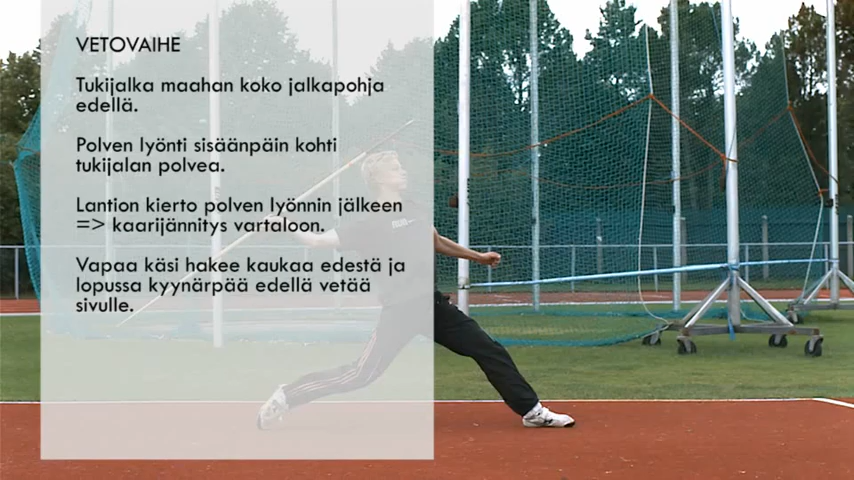 VETOVAIHE
Tukijalka maahan koko jalkapohja
edellä.
Polven lyönti sisäänpäin kohti
tukijalan polvea.
Lantion kierto polven lyönnin jälkeen
=> kaarijännitys vartaloon.
Vapaa käsi hakee kaukaa edestä ja
lopussa kyynärpää edellä vetää
sivulle.